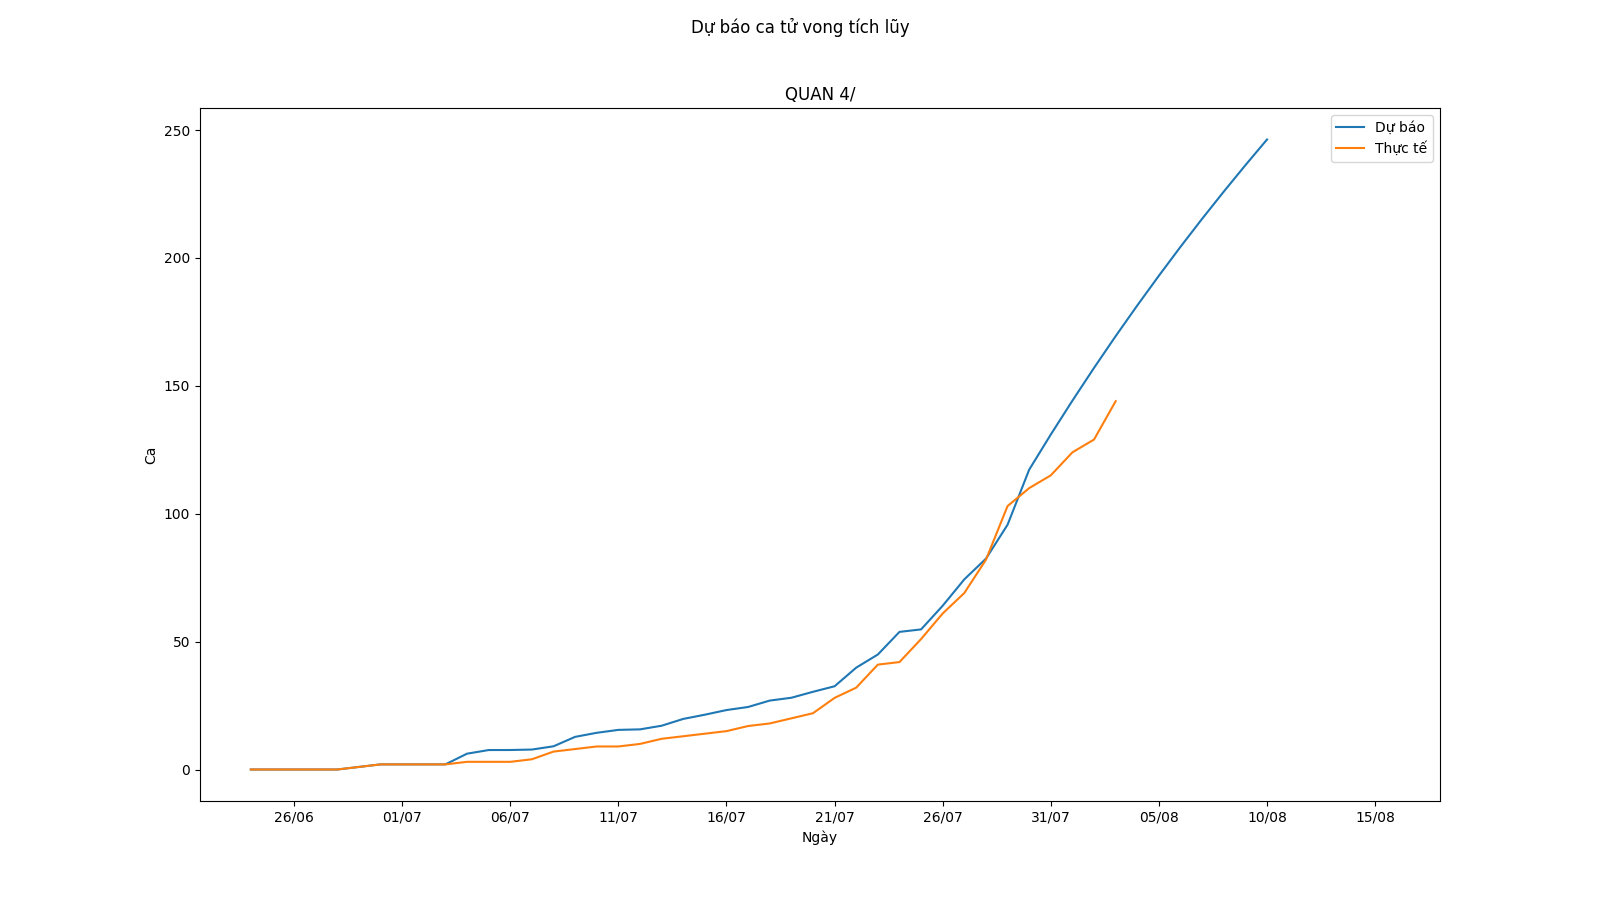 Dự báo ca tử vong tích lũy
QUAN 4/
Dự báo
Thực tế
250
200
150
100
50
0
Ca
26/06 01/07 06/07 11/07 16/07 21/07 26/07 31/07 05/08 10/08 15/08
Ngày